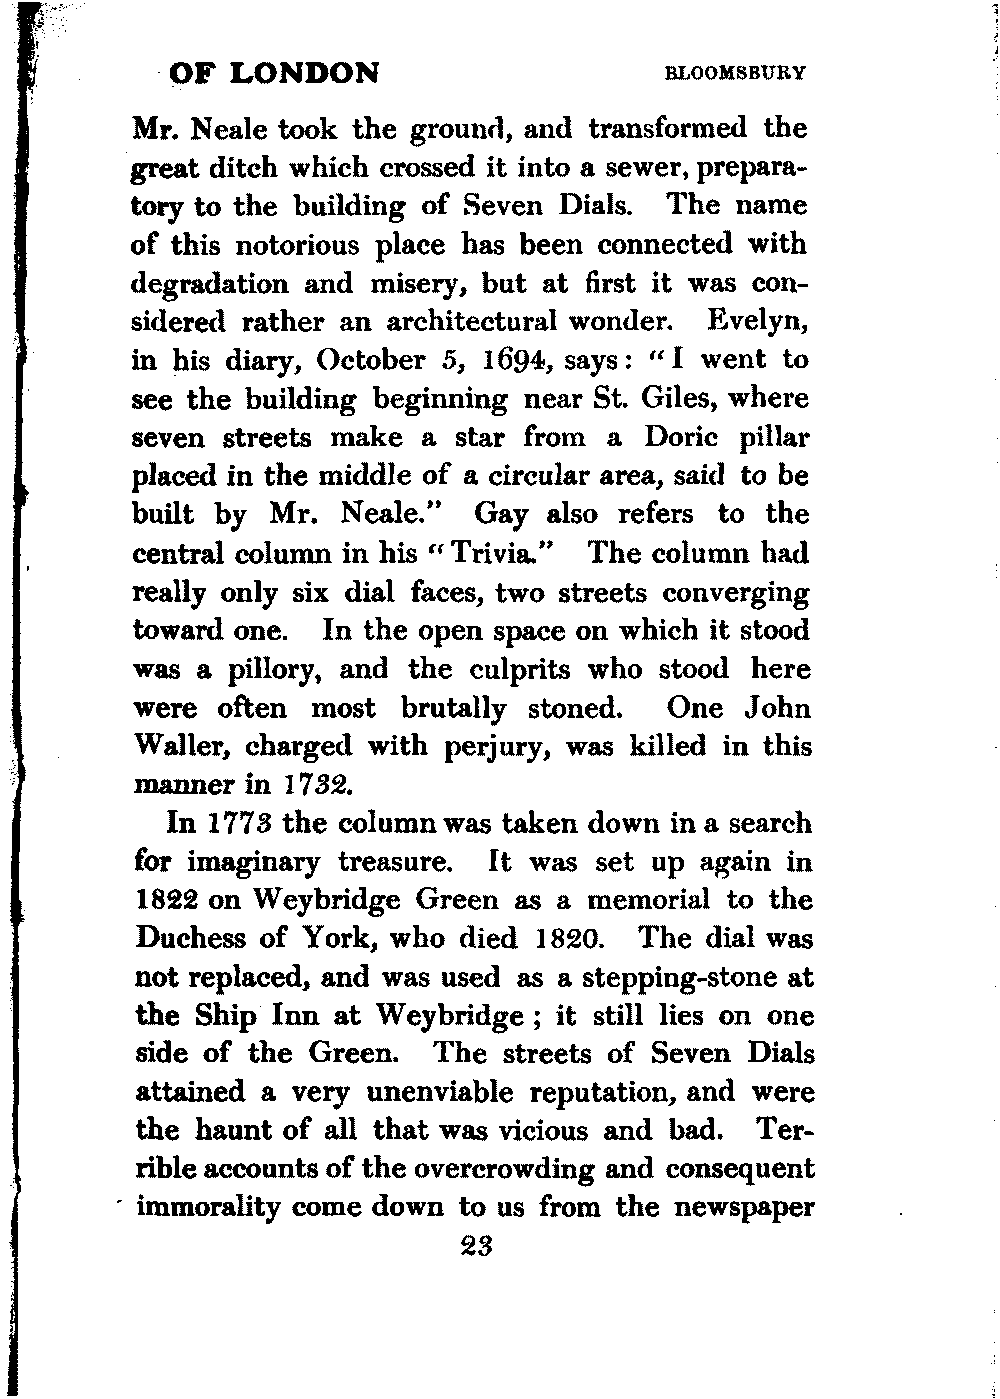 OF LONDON BLOOMSBURY
Mr. Neale took the ground, and transformed the
great ditch which crossed it into a sewer, prepara-
tory to the building of Seven Dials. The name
of this notorious place has been connected with
degradation and misery, but at first it was con-
sidered rather an architectural wonder. Evelyn,
in his diary, October 5, 1694, says: "I went to
see the building beginning near St. Giles, where
seven streets make a star from a Doric pillar
placed in the middle of a circular area, said to be
built by Mr. Neale." Gay also refers to the
central column in his "Trivia." The column had
really only six dial faces, two streets converging
toward one. In the open space on which it stood
was a pillory, and the culprits who stood here
were often most brutally stoned. One John
Waller, charged with perjury, was killed in this
manner in 1732.
In 1773 the column was taken down in a search
for imaginary treasure. It was set up again in
1822 on Weybridge Green as a memorial to the
Duchess of York, who died 1820. The dial was
not replaced, and was used as a stepping-stone at
the Ship Inn at Weybridge; it still lies on one
side of the Green. The streets of Seven Dials
attained a very unenviable reputation, and were
the haunt of all that was vicious and bad. Ter-
rible accounts of the overcrowding and consequent
immorality come down to us from the newspaper
23